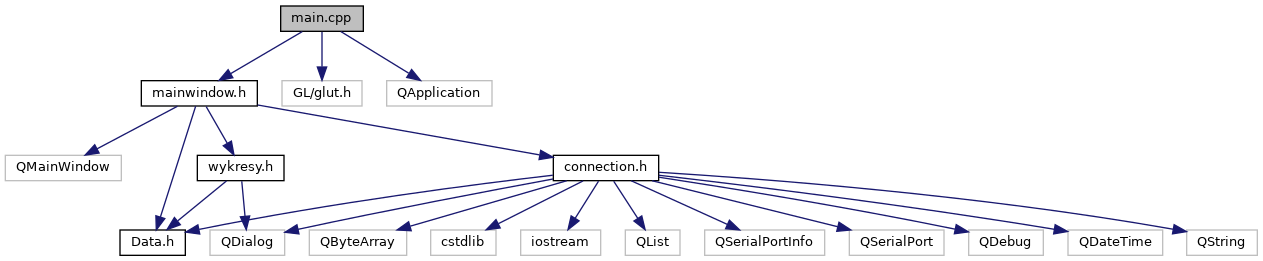 main.cpp
mainwindow.h
GL/glut.h
QApplication
QMainWindow
wykresy.h
connection.h
Data.h
QDialog
QByteArray
cstdlib
iostream
QList
QSerialPortInfo
QSerialPort
QDebug
QDateTime
QString